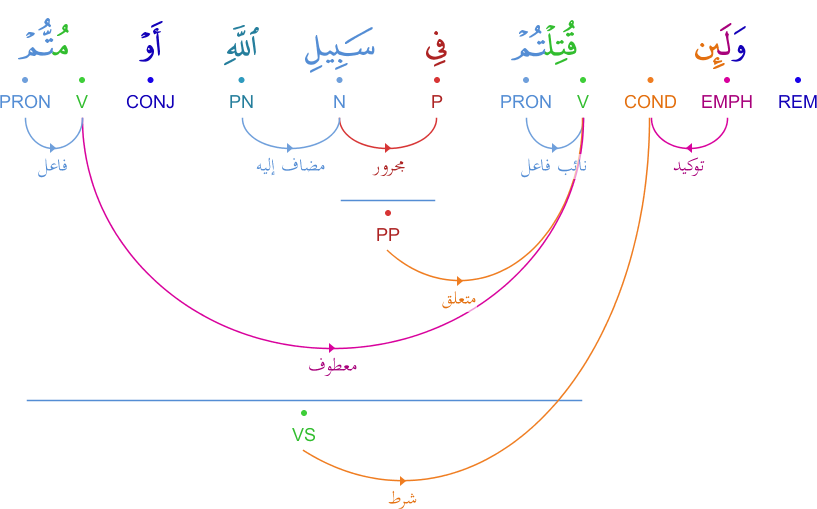 وَلَئِن قُتِلْتُمْ فِى سَبِيلِ ٱللَّهِ أَوْ مُتُّمْ
REM EMPH COND V PRON P N PN CONJ V PRON
توكيد نائب فاعل مجرور مضاف إليه فاعل
PP
متعلق
معطوف
VS
شرط